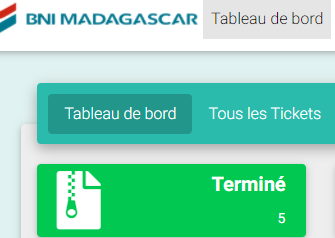 BNI MADAGASCAR Tableau de bord
Tableau de bord Tous les Tickets
Terminé
5